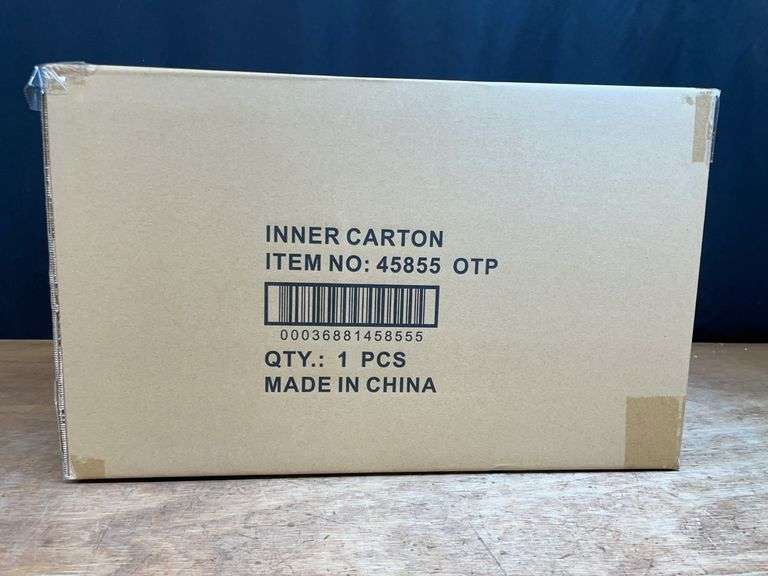 INNER CARTON
ITEM NO: 45855 OTP
00036881458555
QTY.: 1 PCS
MADE IN CHINA